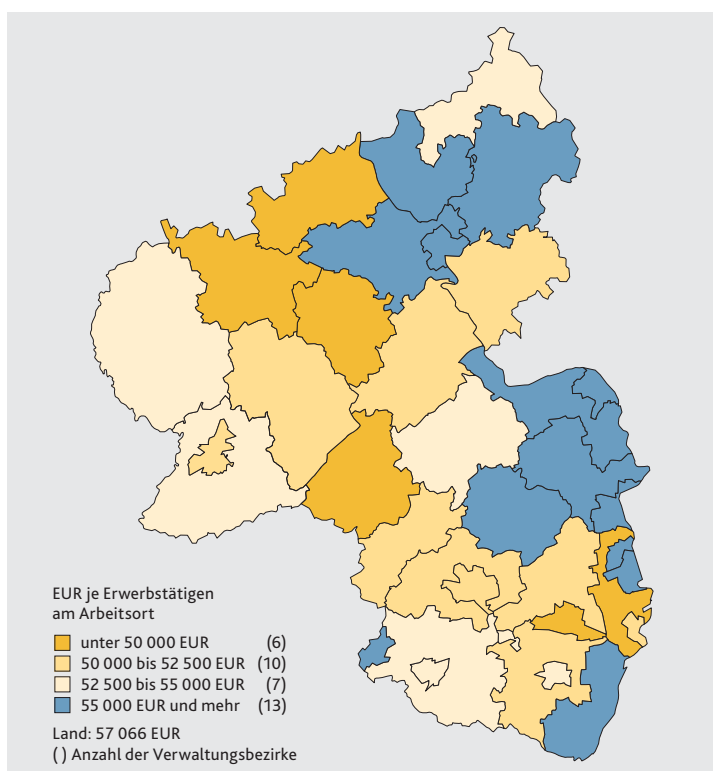 EUR je Erwerbstätigen
am Arbeitsort
unter 50 000 EUR (6)
50 000 bis 52 500 EUR (10)
52 500 bis 55 000 EUR (7)
55 000 EUR und mehr (13)
Land: 57 066 EUR
( ) Anzahl der Verwaltungsbezirke